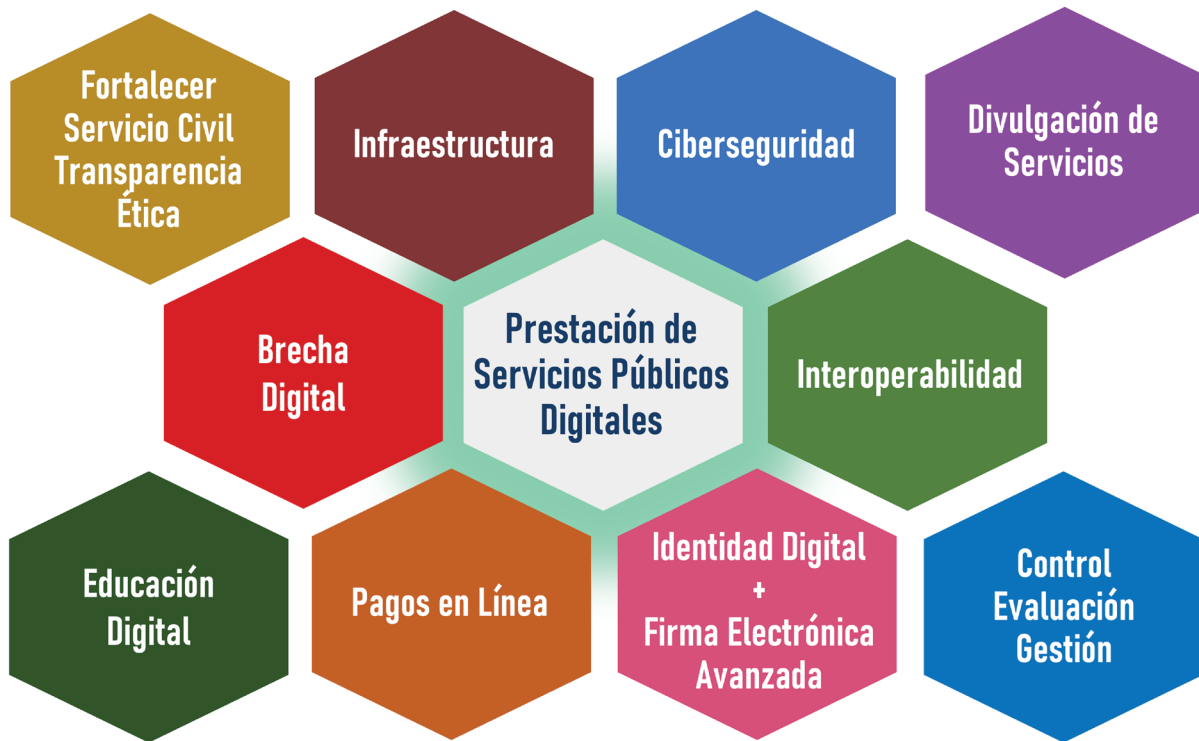 Fortalecer
Servicio Civil
Transparencia
Ética
Infraestructura
Ciberseguridad
Divulgación de
Servicios
Brecha
Digital
Prestación de
Servicios Públicos
Digitales
Interoperabilidad
Educación
Digital
Pagos en Línea
Identidad Digital
+
Firma Electrónica
Avanzada
Control
Evaluación
Gestión